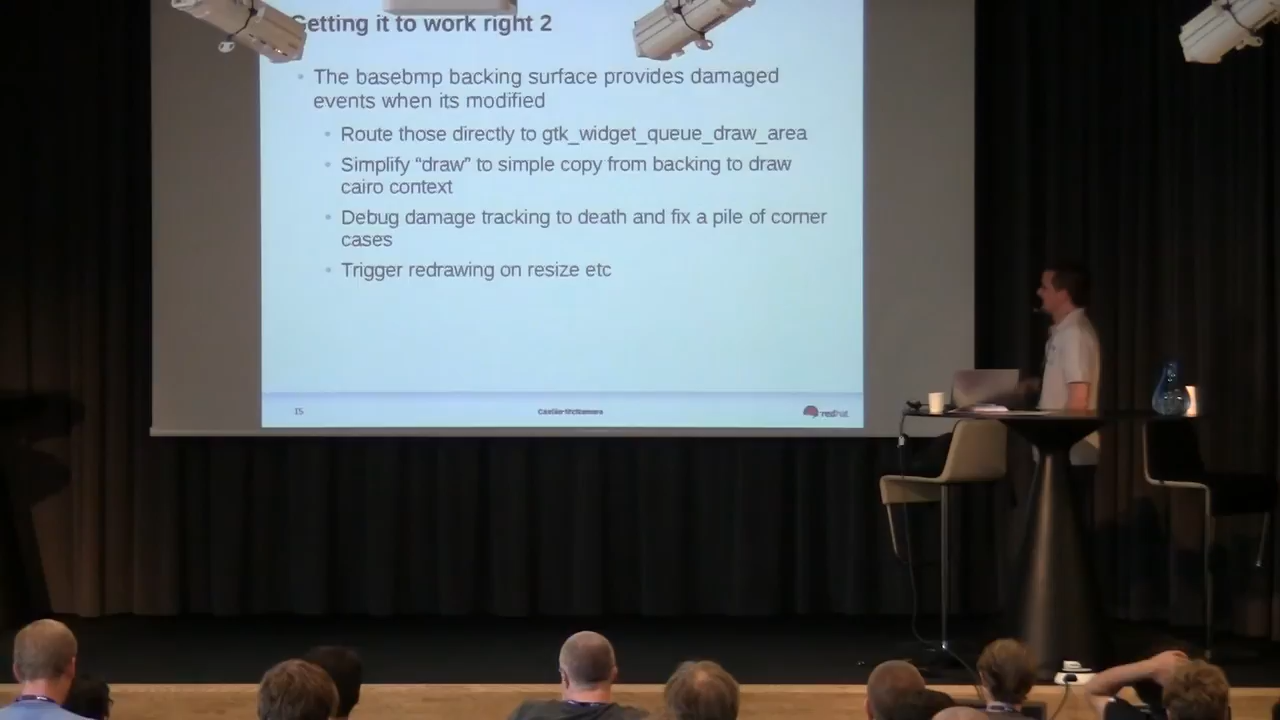 Getting it to work right 2
The basebmp backing surface provides damaged
events when its modified
Route those directly to gtk_widget_queue_draw_area
Simplify “draw” to simple copy from backing to draw
cairo context
Debug damage tracking to death and fix a pile of corner
cases
Trigger redrawing on resize etc
15
redhat